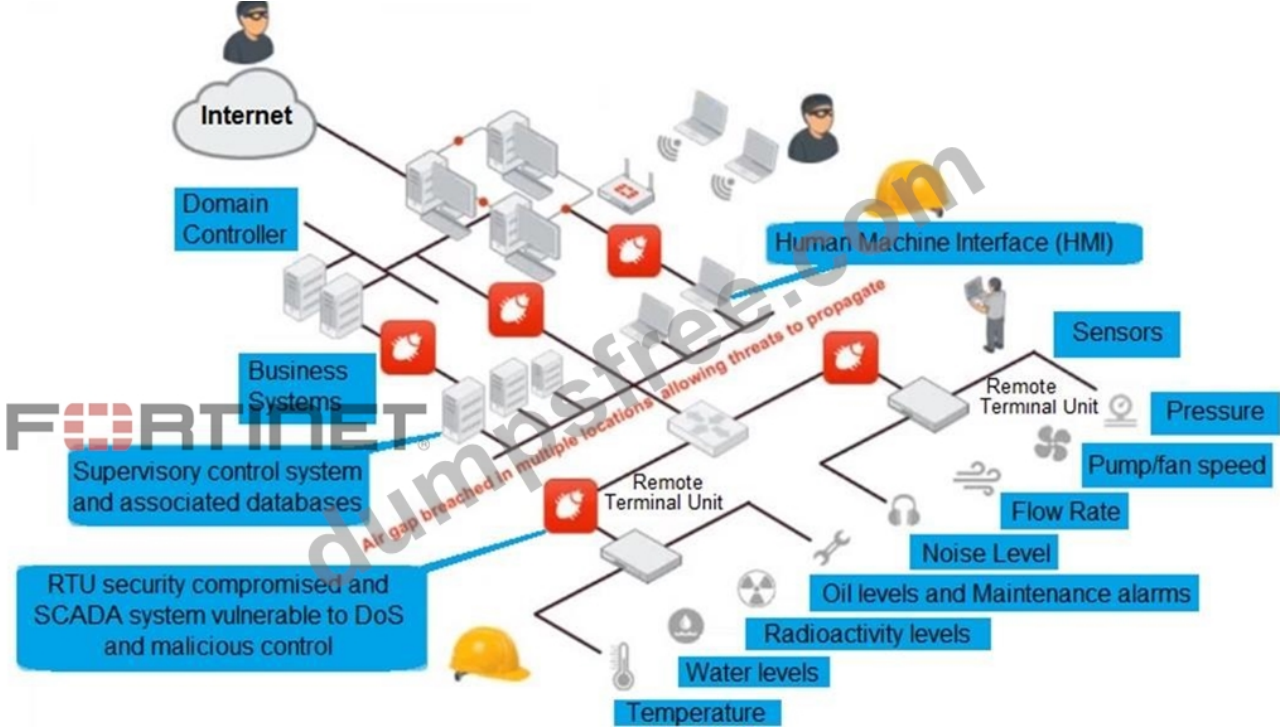 Internet
Domain
Controller
Human Machine Interface (HMI)
Air gap breached in multiple locations allowing threats to propagate
Sensors
Business
Systems
Remote
Terminal Unit
Pressure
FORTINET®
Pump/fan speed
Supervisory control system
and associated databases
Remote
Terminal Unit
Flow Rate
Noise Level
RTU security compromised and
SCADA system vulnerable to DoS
and malicious control
Oil levels and Maintenance alarms
Radioactivity levels
Water levels
Temperature
dumpsfree.com